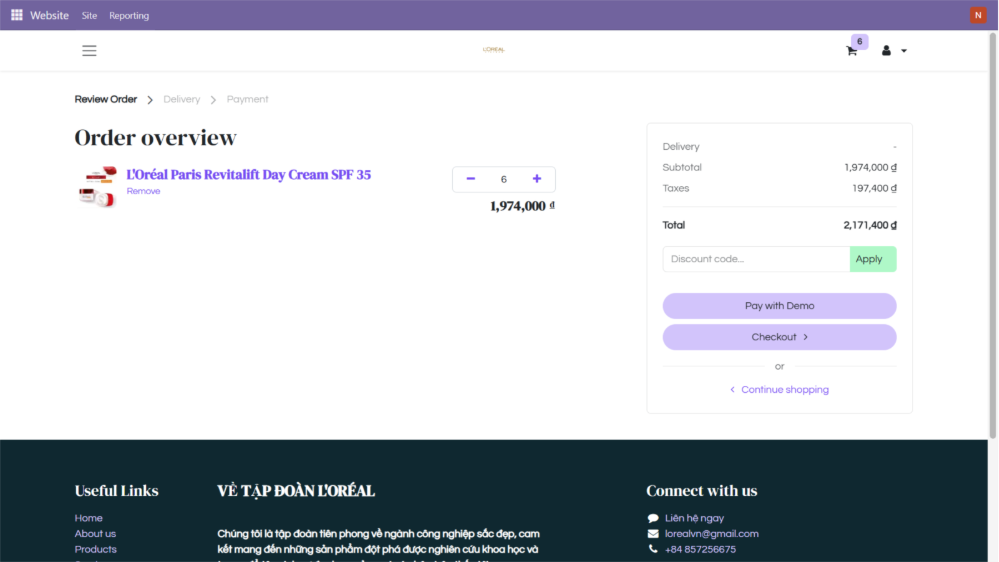 Website Site Reporting N
L'ORÉAL 6
Review Order Delivery Payment
Order overview
L'Oréal Paris Revitalift Day Cream SPF 35
Remove
6
1,974,000 ₫
Delivery -
Subtotal 1,974,000 ₫
Taxes 197,400 ₫
Total 2,171,400 ₫
Discount code... Apply
Pay with Demo
Checkout
or
Continue shopping
Useful Links
Home
About us
Products
VỀ TẬP ĐOÀN L'ORÉAL
Chúng tôi là tập đoàn tiên phong về ngành công nghiệp sắc đẹp, cam
kết mang đến những sản phẩm đột phá được nghiên cứu khoa học và
Connect with us
Liên hệ ngay
lorealvn@gmail.com
+84 857256675